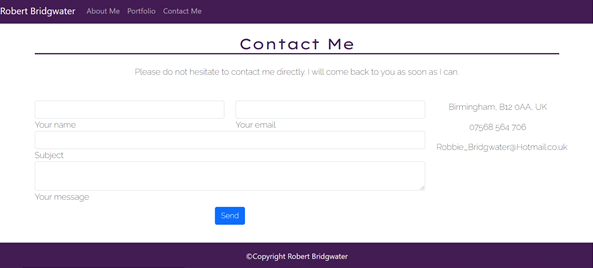 Robert Bridgwater About Me Portfolio Contact Me
Contact Me
Please do not hesitate to contact me directly. I will come back to you as soon as I can.
Your name
Your email
Subject
Your message
Send
Birmingham, B12 0AA, UK
07568 564 706
Robbie_Bridgwater@Hotmail.co.uk
©Copyright Robert Bridgwater